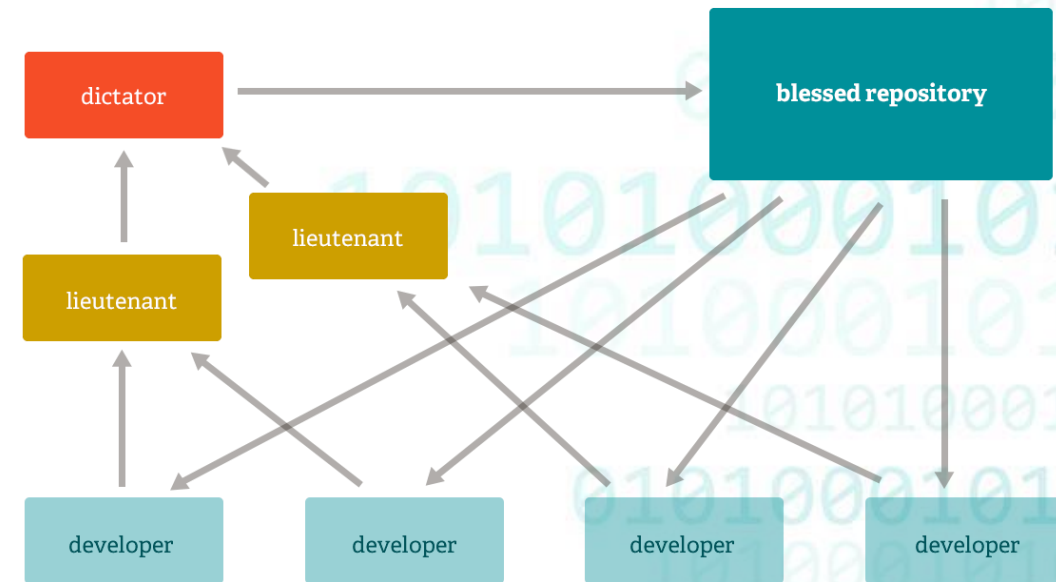 dictator
blessed repository
lieutenant
lieutenant
developer
developer
developer
developer